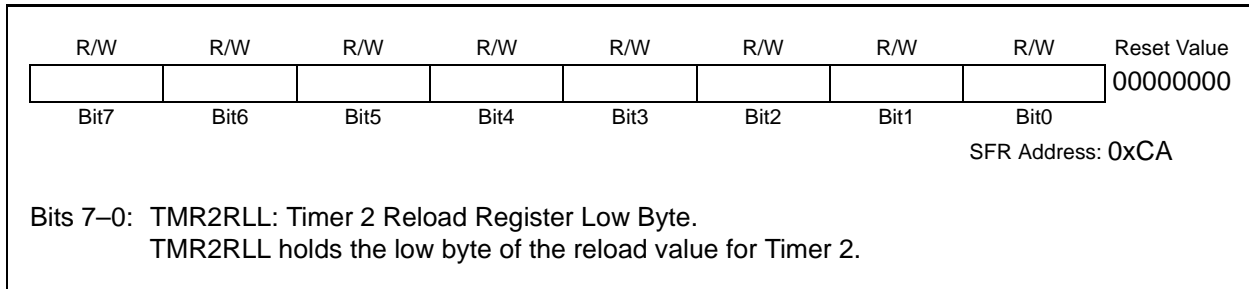 R/W R/W R/W R/W R/W R/W R/W R/W Reset Value
00000000
Bit7 Bit6 Bit5 Bit4 Bit3 Bit2 Bit1 Bit0
SFR Address: 0xCA
Bits 7–0: TMR2RLL: Timer 2 Reload Register Low Byte.
TMR2RLL holds the low byte of the reload value for Timer 2.